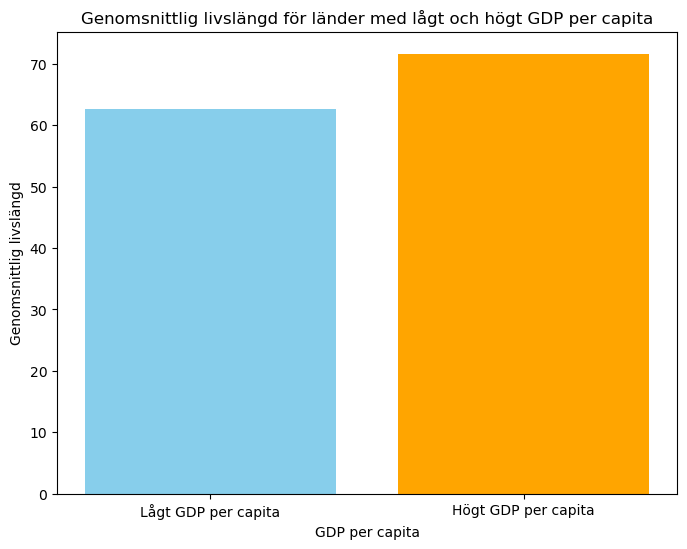 Genomsnittlig livslängd för länder med lågt och högt GDP per capita
Genomsnittlig livslängd
70
60
50
40
30
20
10
0
Lågt GDP per capita
Högt GDP per capita
GDP per capita